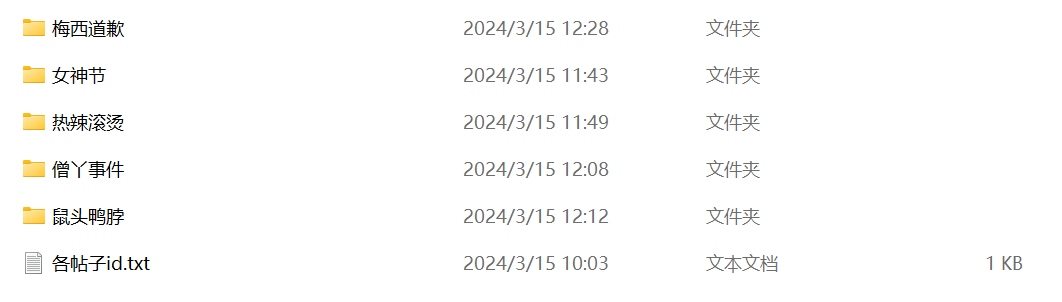 梅西道歉 2024/3/15 12:28 文件夹
女神节 2024/3/15 11:43 文件夹
热辣滚烫 2024/3/15 11:49 文件夹
僧丫事件 2024/3/15 12:08 文件夹
鼠头鸭脖 2024/3/15 12:12 文件夹
各帖子id.txt 2024/3/15 10:03 文本文档 1 KB